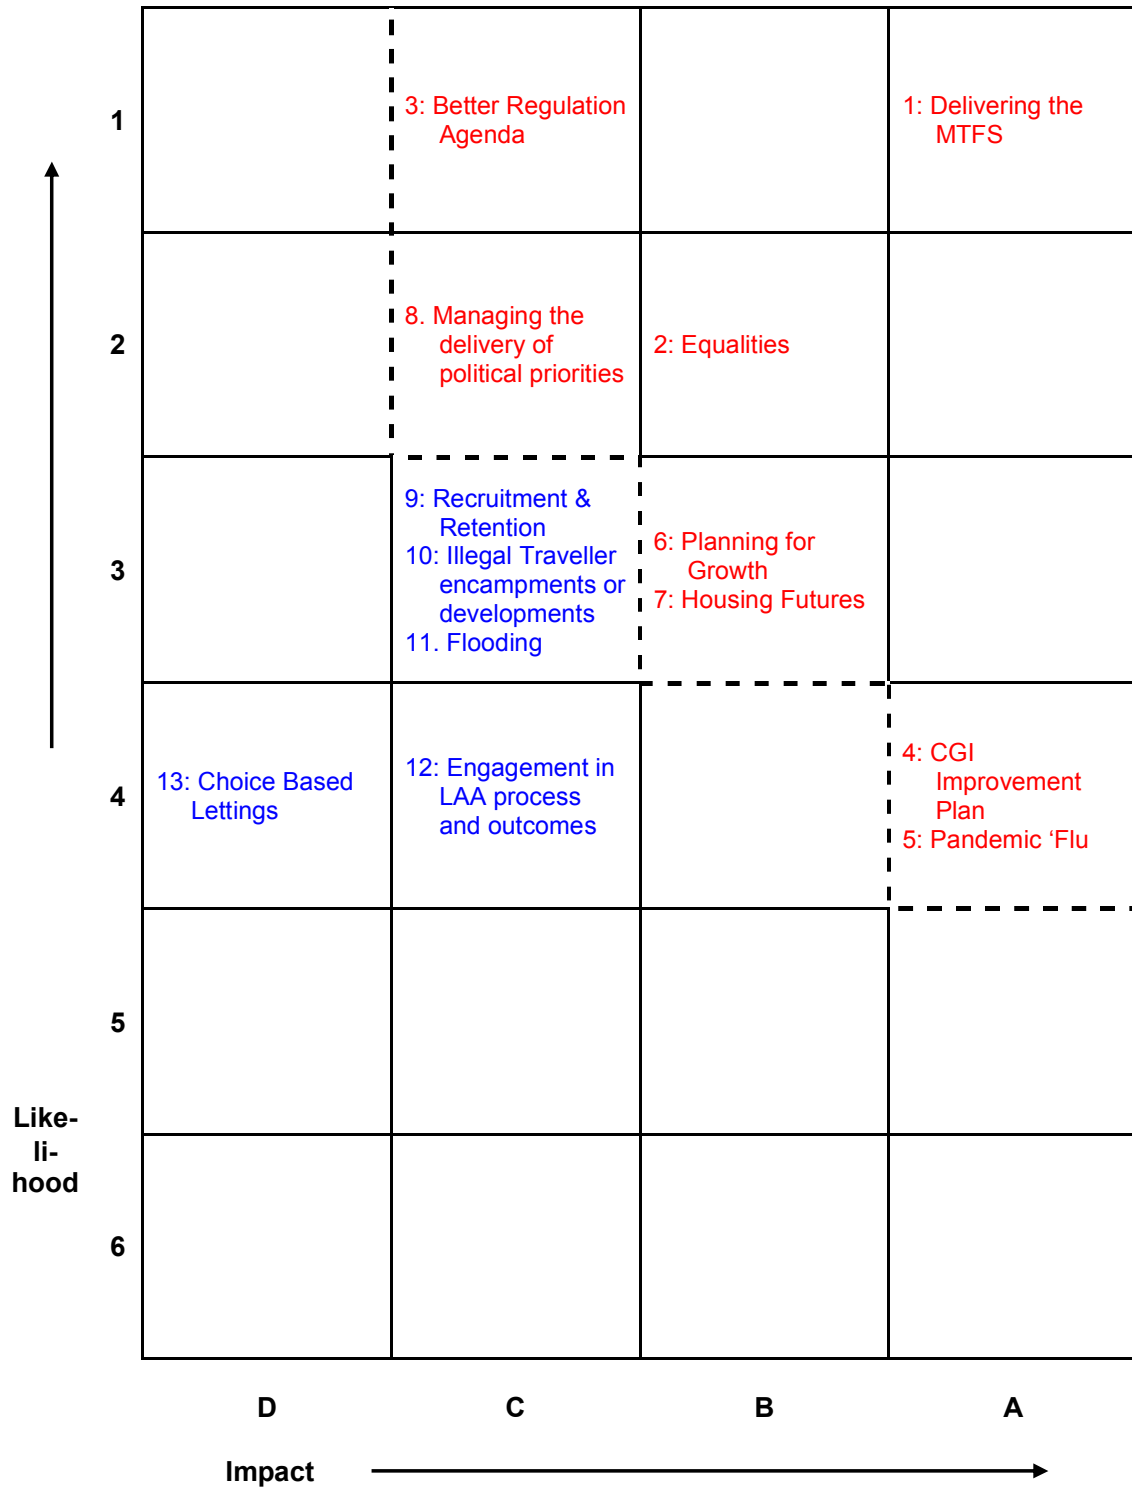 1
3: Better Regulation
Agenda
1: Delivering the
MTFS
2
8. Managing the
delivery of
political priorities
2: Equalities
3
9: Recruitment &
Retention
10: Illegal Traveller
encampments or
developments
11. Flooding
6: Planning for
Growth
7: Housing Futures
4
13: Choice Based
Lettings
12: Engagement in
LAA process
and outcomes
4: CGI
Improvement
Plan
5: Pandemic ‘Flu
5
Like-
li-
hood
6
D
C
B
A
Impact